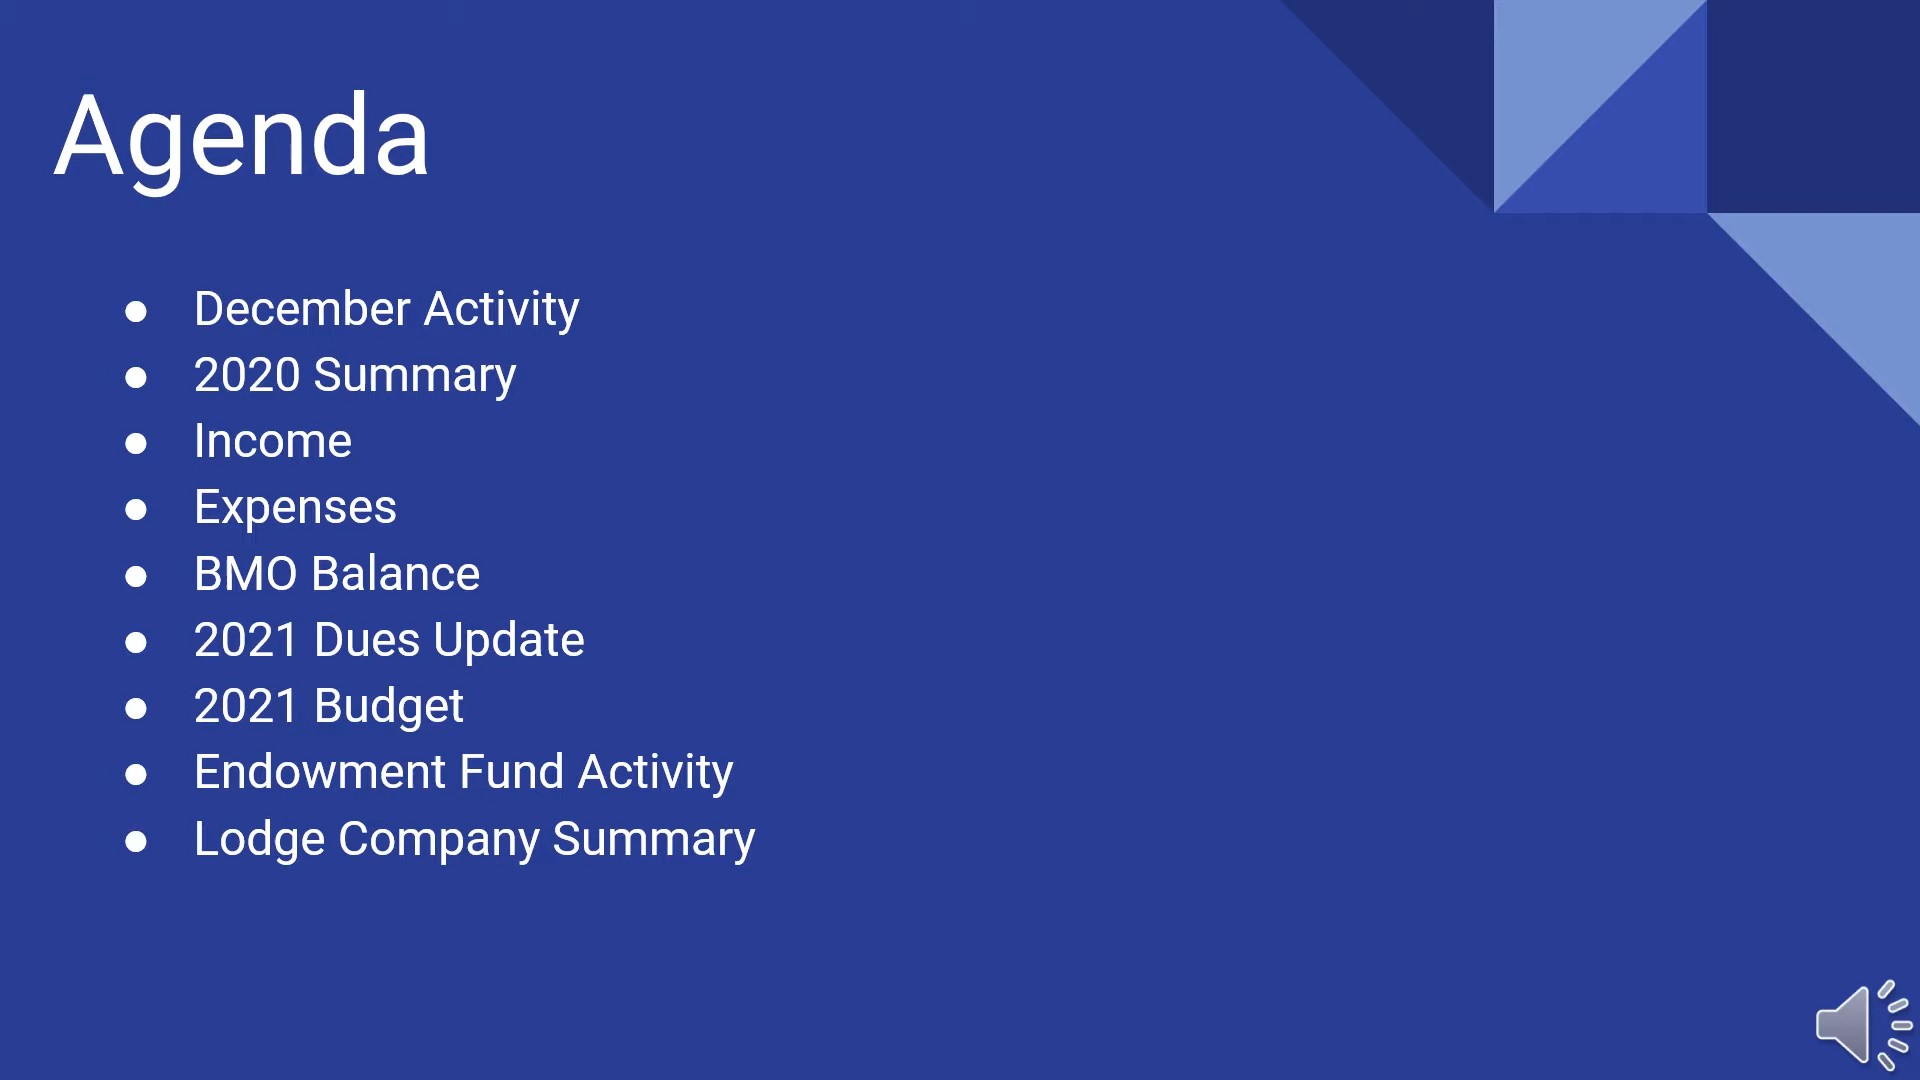 Agenda
● December Activity
● 2020 Summary
● Income
● Expenses
● BMO Balance
● 2021 Dues Update
● 2021 Budget
● Endowment Fund Activity
● Lodge Company Summary